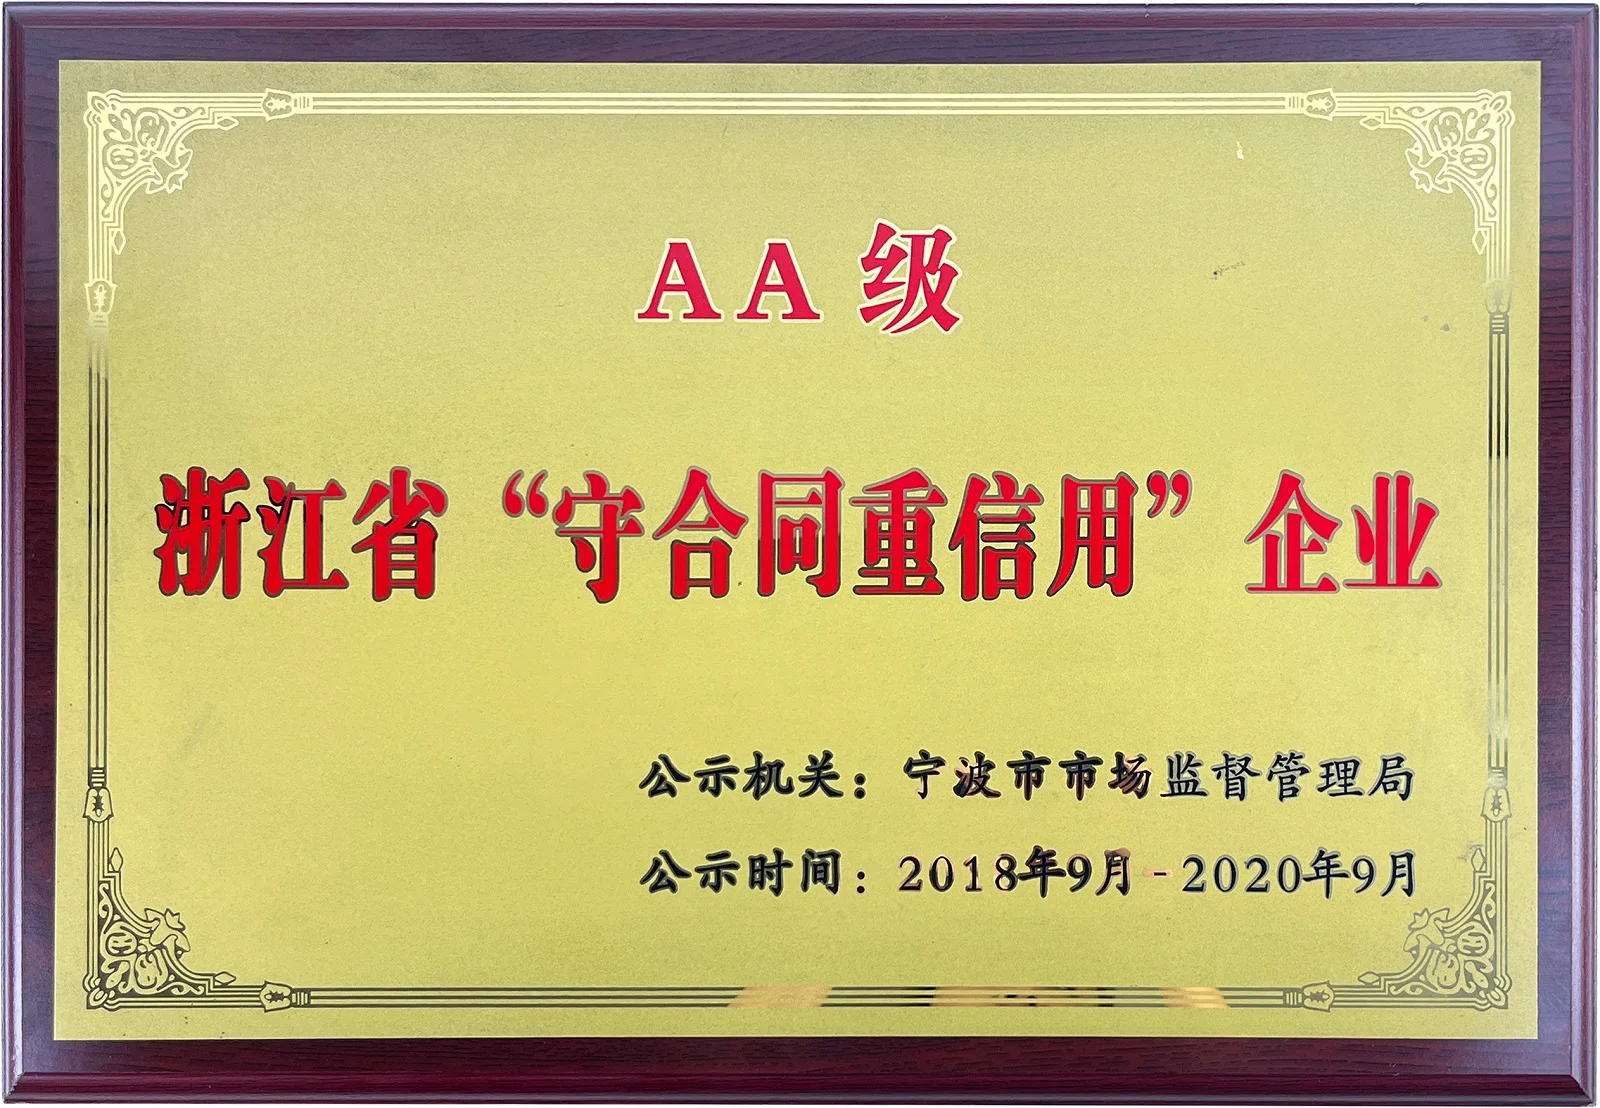 AA 级
浙江省“守合同重信用”企业
公示机关：宁波市市场监督管理局
公示时间：2018年9月-2020年9月